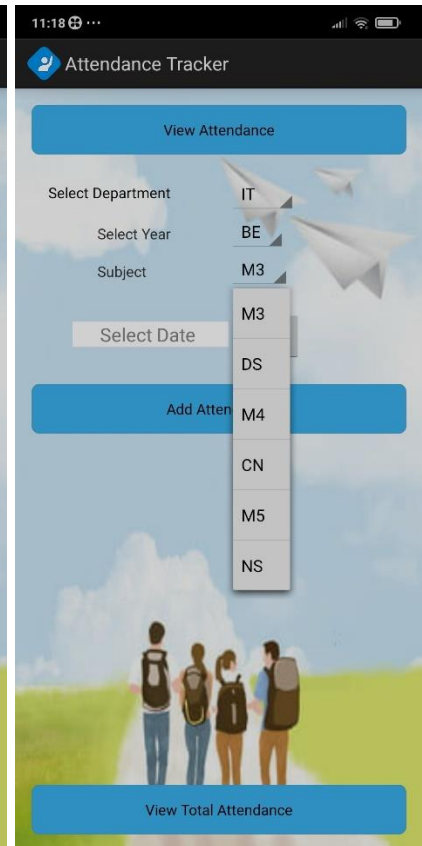 11:18
Attendance Tracker
View Attendance
Select Department IT
Select Year BE
Subject M3
M3
Select Date
DS
Add Atten
M4
CN
M5
NS
View Total Attendance